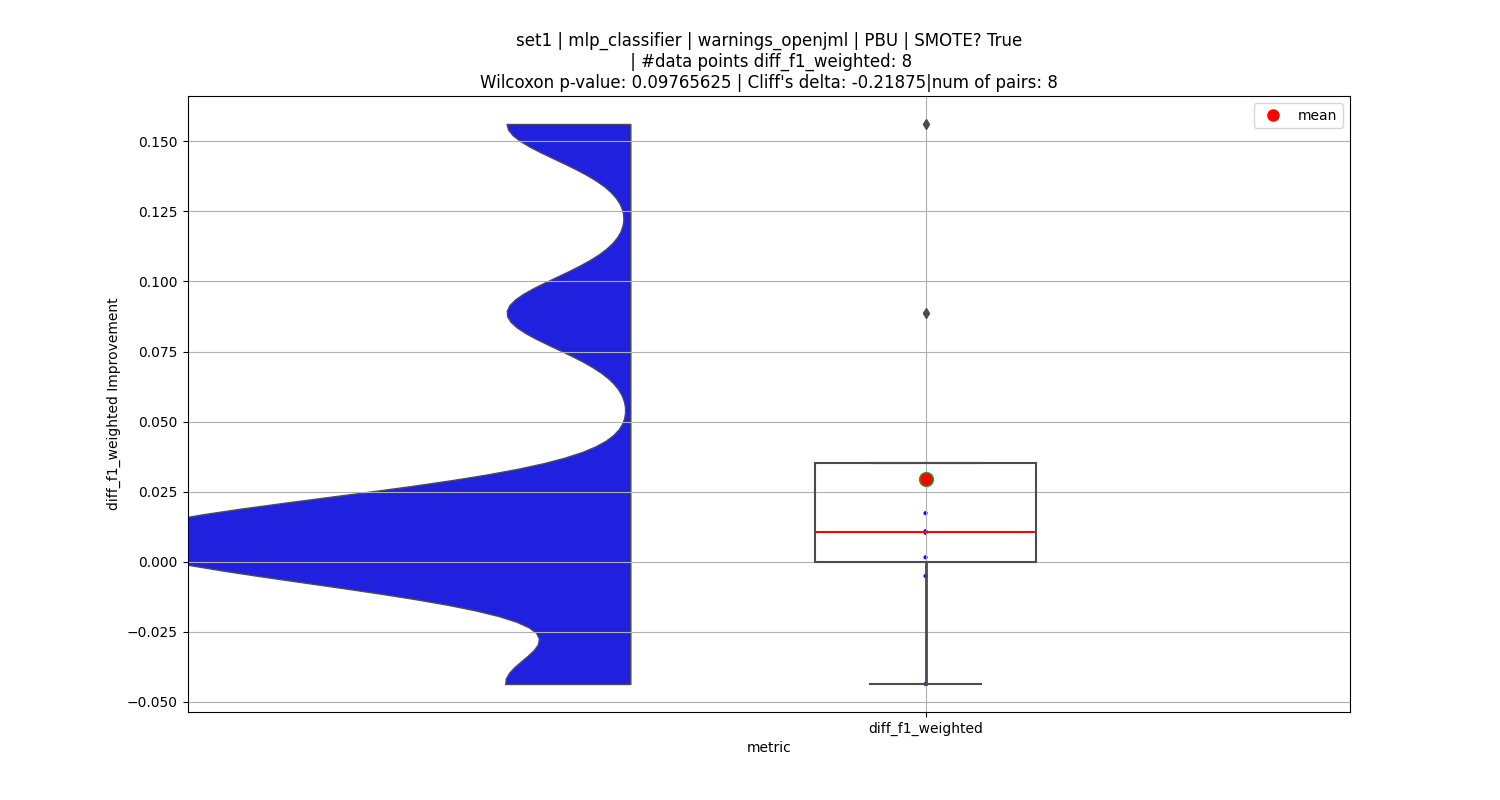 set1 | mlp_classifier | warnings_openjml | PBU | SMOTE? True
| #data points diff_f1_weighted: 8
Wilcoxon p-value: 0.09765625 | Cliff's delta: -0.21875|num of pairs: 8
mean
0.150
0.125
0.100
0.075
0.050
0.025
0.000
−0.025
−0.050
diff_f1_weighted Improvement
diff_f1_weighted
metric